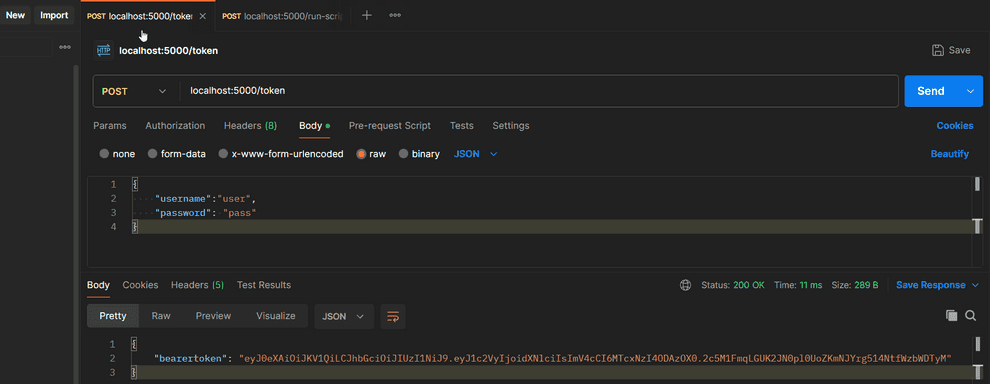 New Import POST localhost:5000/toker POST localhost:5000/run-scri
localhost:5000/token Save
POST localhost:5000/token Send
Params Authorization Headers (8) Body Pre-request Script Tests Settings Cookies
none form-data x-www-form-urlencoded raw binary JSON Beautify
1 {
2 "username":"user",
3 "password": "pass"
4 }
Body Cookies Headers (5) Test Results Status: 200 OK Time: 11 ms Size: 289 B Save Response
Pretty Raw Preview Visualize JSON
1 {
2 "bearertoken": "eyJ0eXAiOiJKV1QiLCJhbGciOiJIUzI1NiJ9.eyJ1c2VyIjoidXNlciIsImV4cCI6MTcxNzI4ODAzOX0.2c5M1FmqLGUK2JN0pl0UoZKmNJYrg514NtfWzbWDTyM"
3 }